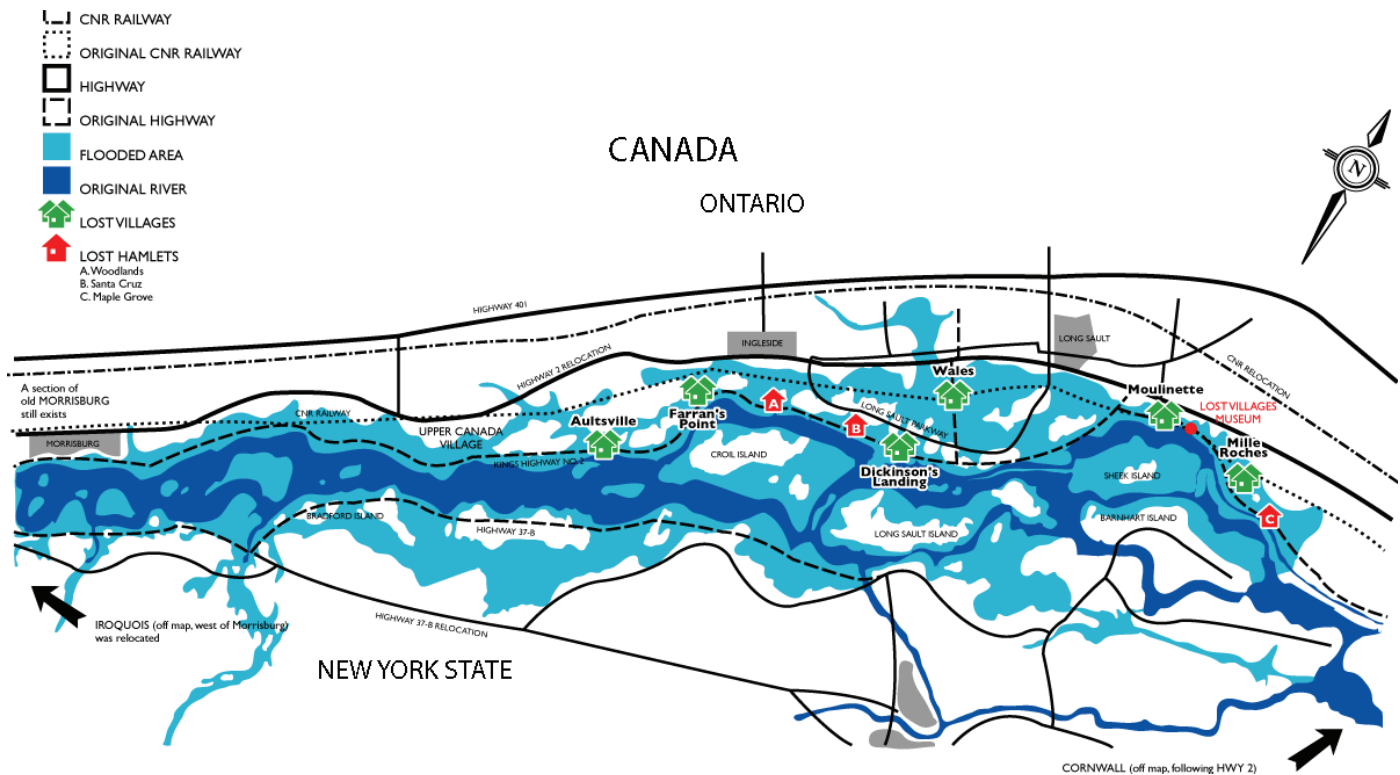 CNR RAILWAY
ORIGINAL CNR RAILWAY
HIGHWAY
ORIGINAL HIGHWAY
FLOODED AREA
ORIGINAL RIVER
LOST VILLAGES
LOST HAMLETS
A. Woodlands
B. Santa Cruz
C. Maple Grove
CANADA
ONTARIO
N
HIGHWAY 401
INGLESIDE
LONG SAULT
HIGHWAY 2 RELOCATION
CNR RELOCATION
A section of
old MORRISBURG
still exists
MORRISBURG
CNR RAILWAY
UPPER CANADA
VILLAGE
Aultsville
KINGS HIGHWAY NO. 2
Farran's
Point
A
B
Wales
LONG SAULT PARKWAY
Dickinson's
Landing
Moulinette
LOST VILLAGES
MUSEUM
Mille
Roches
C
CROIL ISLAND
SHEEK ISLAND
BARNHART ISLAND
LONG SAULT ISLAND
BRADFORD ISLAND
HIGHWAY 37-B
HIGHWAY 37-B RELOCATION
IROQUOIS (off map, west of Morrisburg)
was relocated
NEW YORK STATE
CORNWALL (off map, following HWY 2)